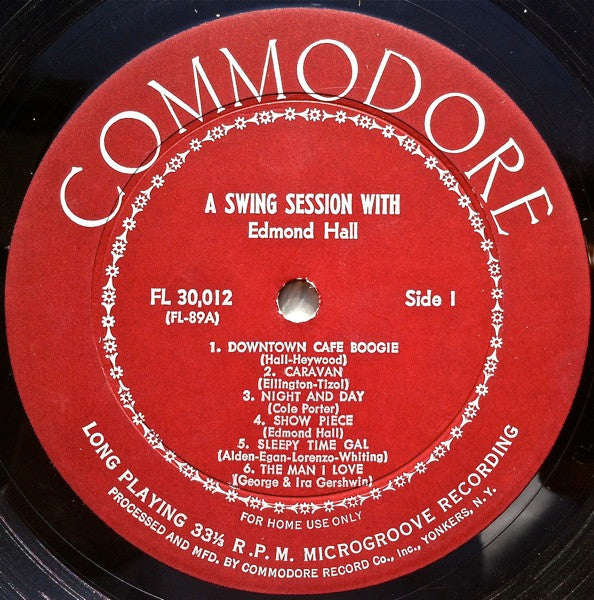 COMMODORE
A SWING SESSION WITH
Edmond Hall
FL 30,012
Side 1
(FL-89A)
1. DOWNTOWN CAFE BOOGIE
(Hall-Heywood)
2. CARAVAN
(Ellington-Tizol)
3. NIGHT AND DAY
(Cole Porter)
4. SHOW PIECE
(Edmond Hall)
5. SLEEPY TIME GAL
(Alden-Egan-Lorenzo-Whiting)
6. THE MAN I LOVE
(George & Ira Gershwin)
FOR HOME USE ONLY
LONG PLAYING 33⅓ R.P.M. MICROGROOVE RECORDING
PROCESSED AND MFD. BY COMMODORE RECORD Co., Inc., YONKERS, N.Y.